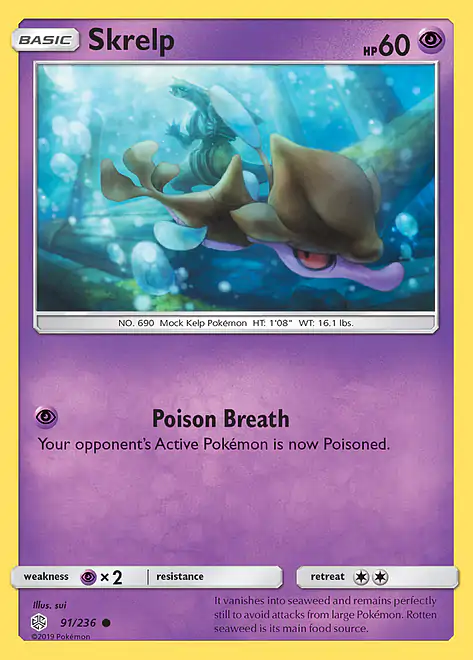 BASIC Skrelp HP60
NO. 690 Mock Kelp Pokémon HT: 1'08" WT: 16.1 lbs.
Poison Breath
Your opponent's Active Pokémon is now Poisoned.
weakness ×2 resistance retreat
Illus. sui
91/236
©2019 Pokémon
It vanishes into seaweed and remains perfectly
still to avoid attacks from large Pokémon. Rotten
seaweed is its main food source.